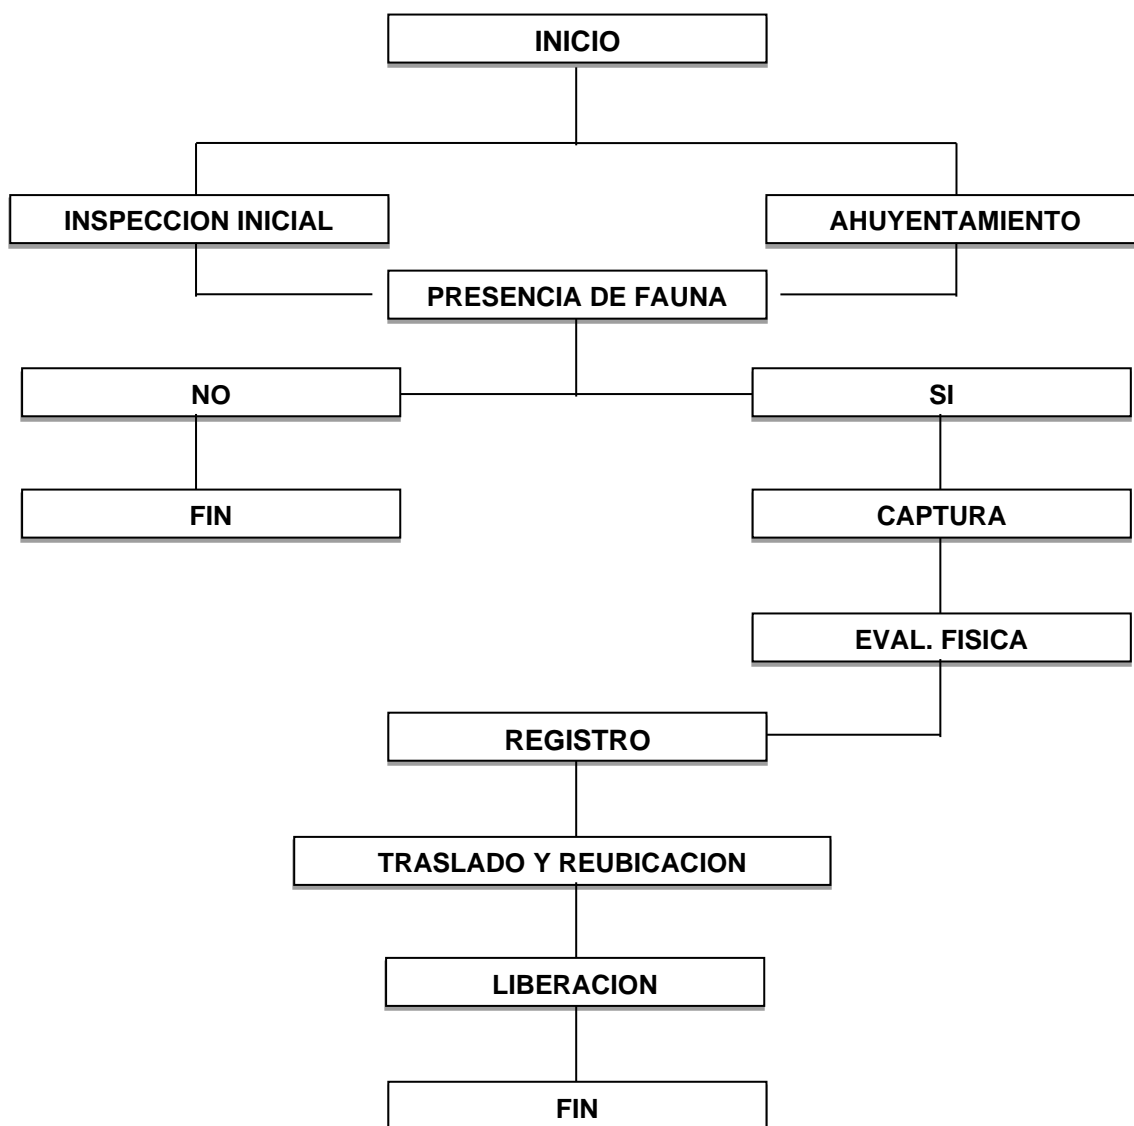 INICIO
INSPECCION INICIAL
AHUYENTAMIENTO
PRESENCIA DE FAUNA
NO
SI
FIN
CAPTURA
EVAL. FISICA
REGISTRO
TRASLADO Y REUBICACION
LIBERACION
FIN